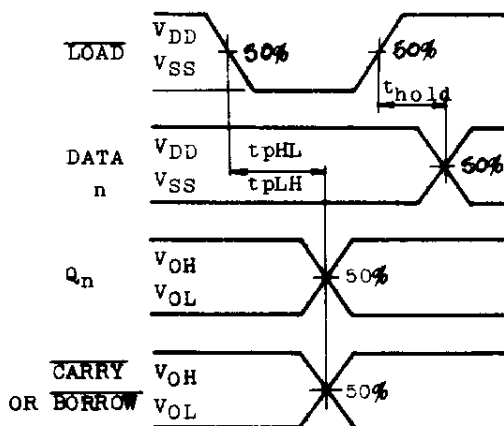 LOAD
VDD
VSS
50%
50%
thold
DATA
n
VDD
VSS
tpHL
tpLH
50%
Qn
VOH
VOL
50%
CARRY
OR BORROW
VOH
VOL
50%